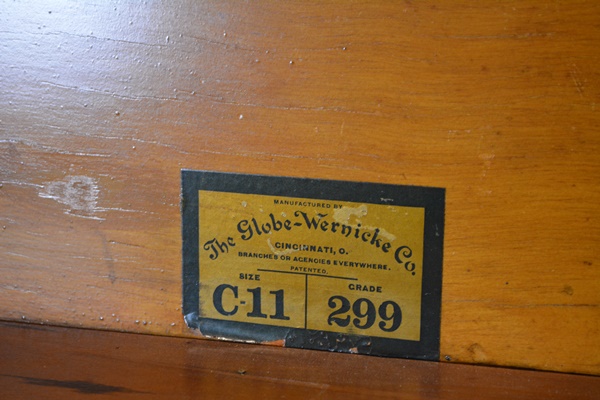 MANUFACTURED BY
The Globe-Wernicke Co.
CINCINNATI, O.
BRANCHES OR AGENCIES EVERYWHERE.
PATENTED.
SIZE GRADE
C-11 299